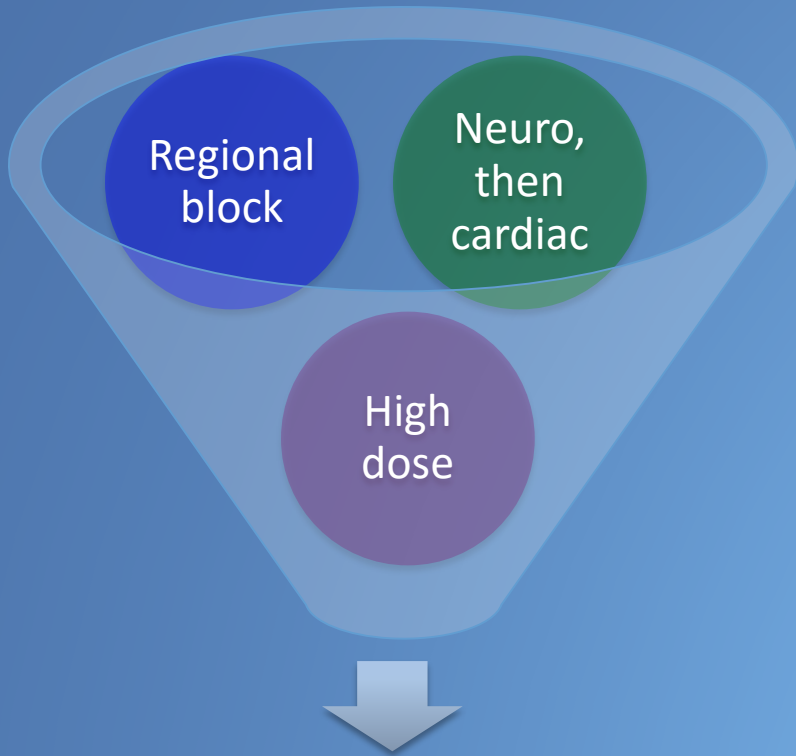 Regional
block
Neuro,
then
cardiac
High
dose